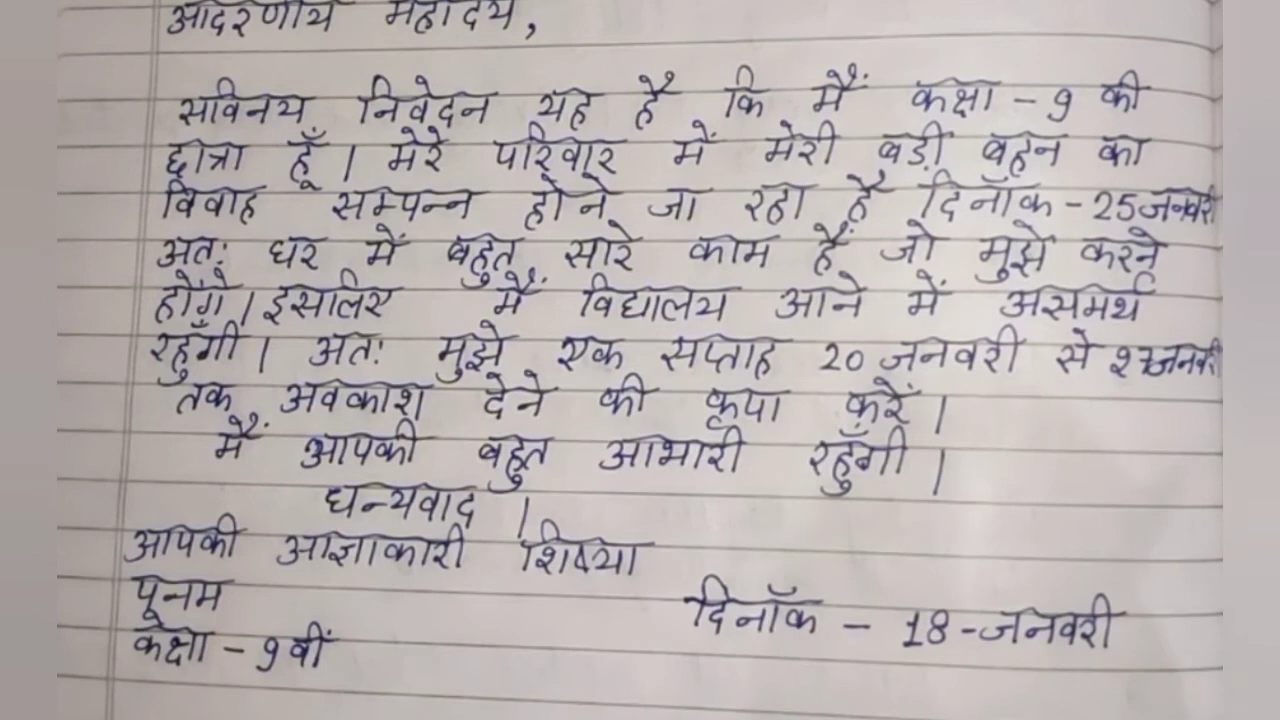 आदरणीय महोदय,
सविनय निवेदन यह है कि मैं कक्षा - 9 की
छात्रा हूँ । मेरे परिवार में मेरी बड़ी बहन का
विवाह सम्पन्न होने जा रहा है दिनाँक - 25 जनवरी
अतः घर में बहुत सारे काम हैं जो मुझे करने
होंगे । इसलिए मैं विद्यालय आने में असमर्थ
रहुँगी । अतः मुझे एक सप्ताह 20 जनवरी से 27 जनवरी
तक अवकाश देने की कृपा करें ।
मैं आपकी बहुत आभारी रहुँगी ।
धन्यवाद ।
आपकी आज्ञाकारी शिष्या
पूनम
दिनाँक - 18 - जनवरी
कक्षा - 9 वीं